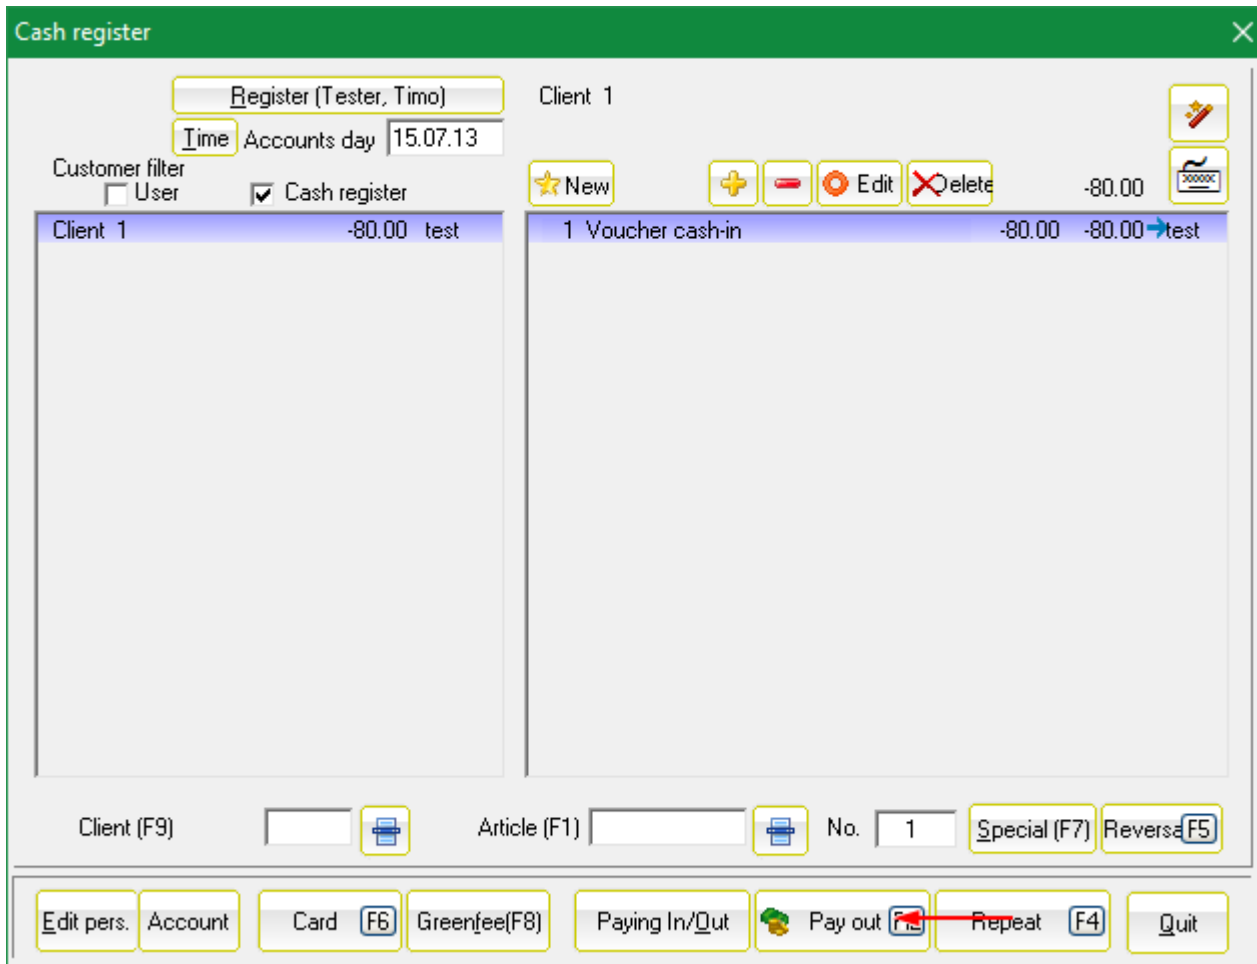 Cash register
Register (Tester, Timo)
Client 1
Time Accounts day 15.07.13
Customer filter
User Cash register
New Edit Delete -80.00
Client 1 -80.00 test
1 Voucher cash-in -80.00 -80.00 test
Client (F9) Article (F1) No. 1 Special (F7) Reversa F5
Edit pers. Account Card F6 Greenfee(F8) Paying In/Out Pay out Repeat F4 Quit